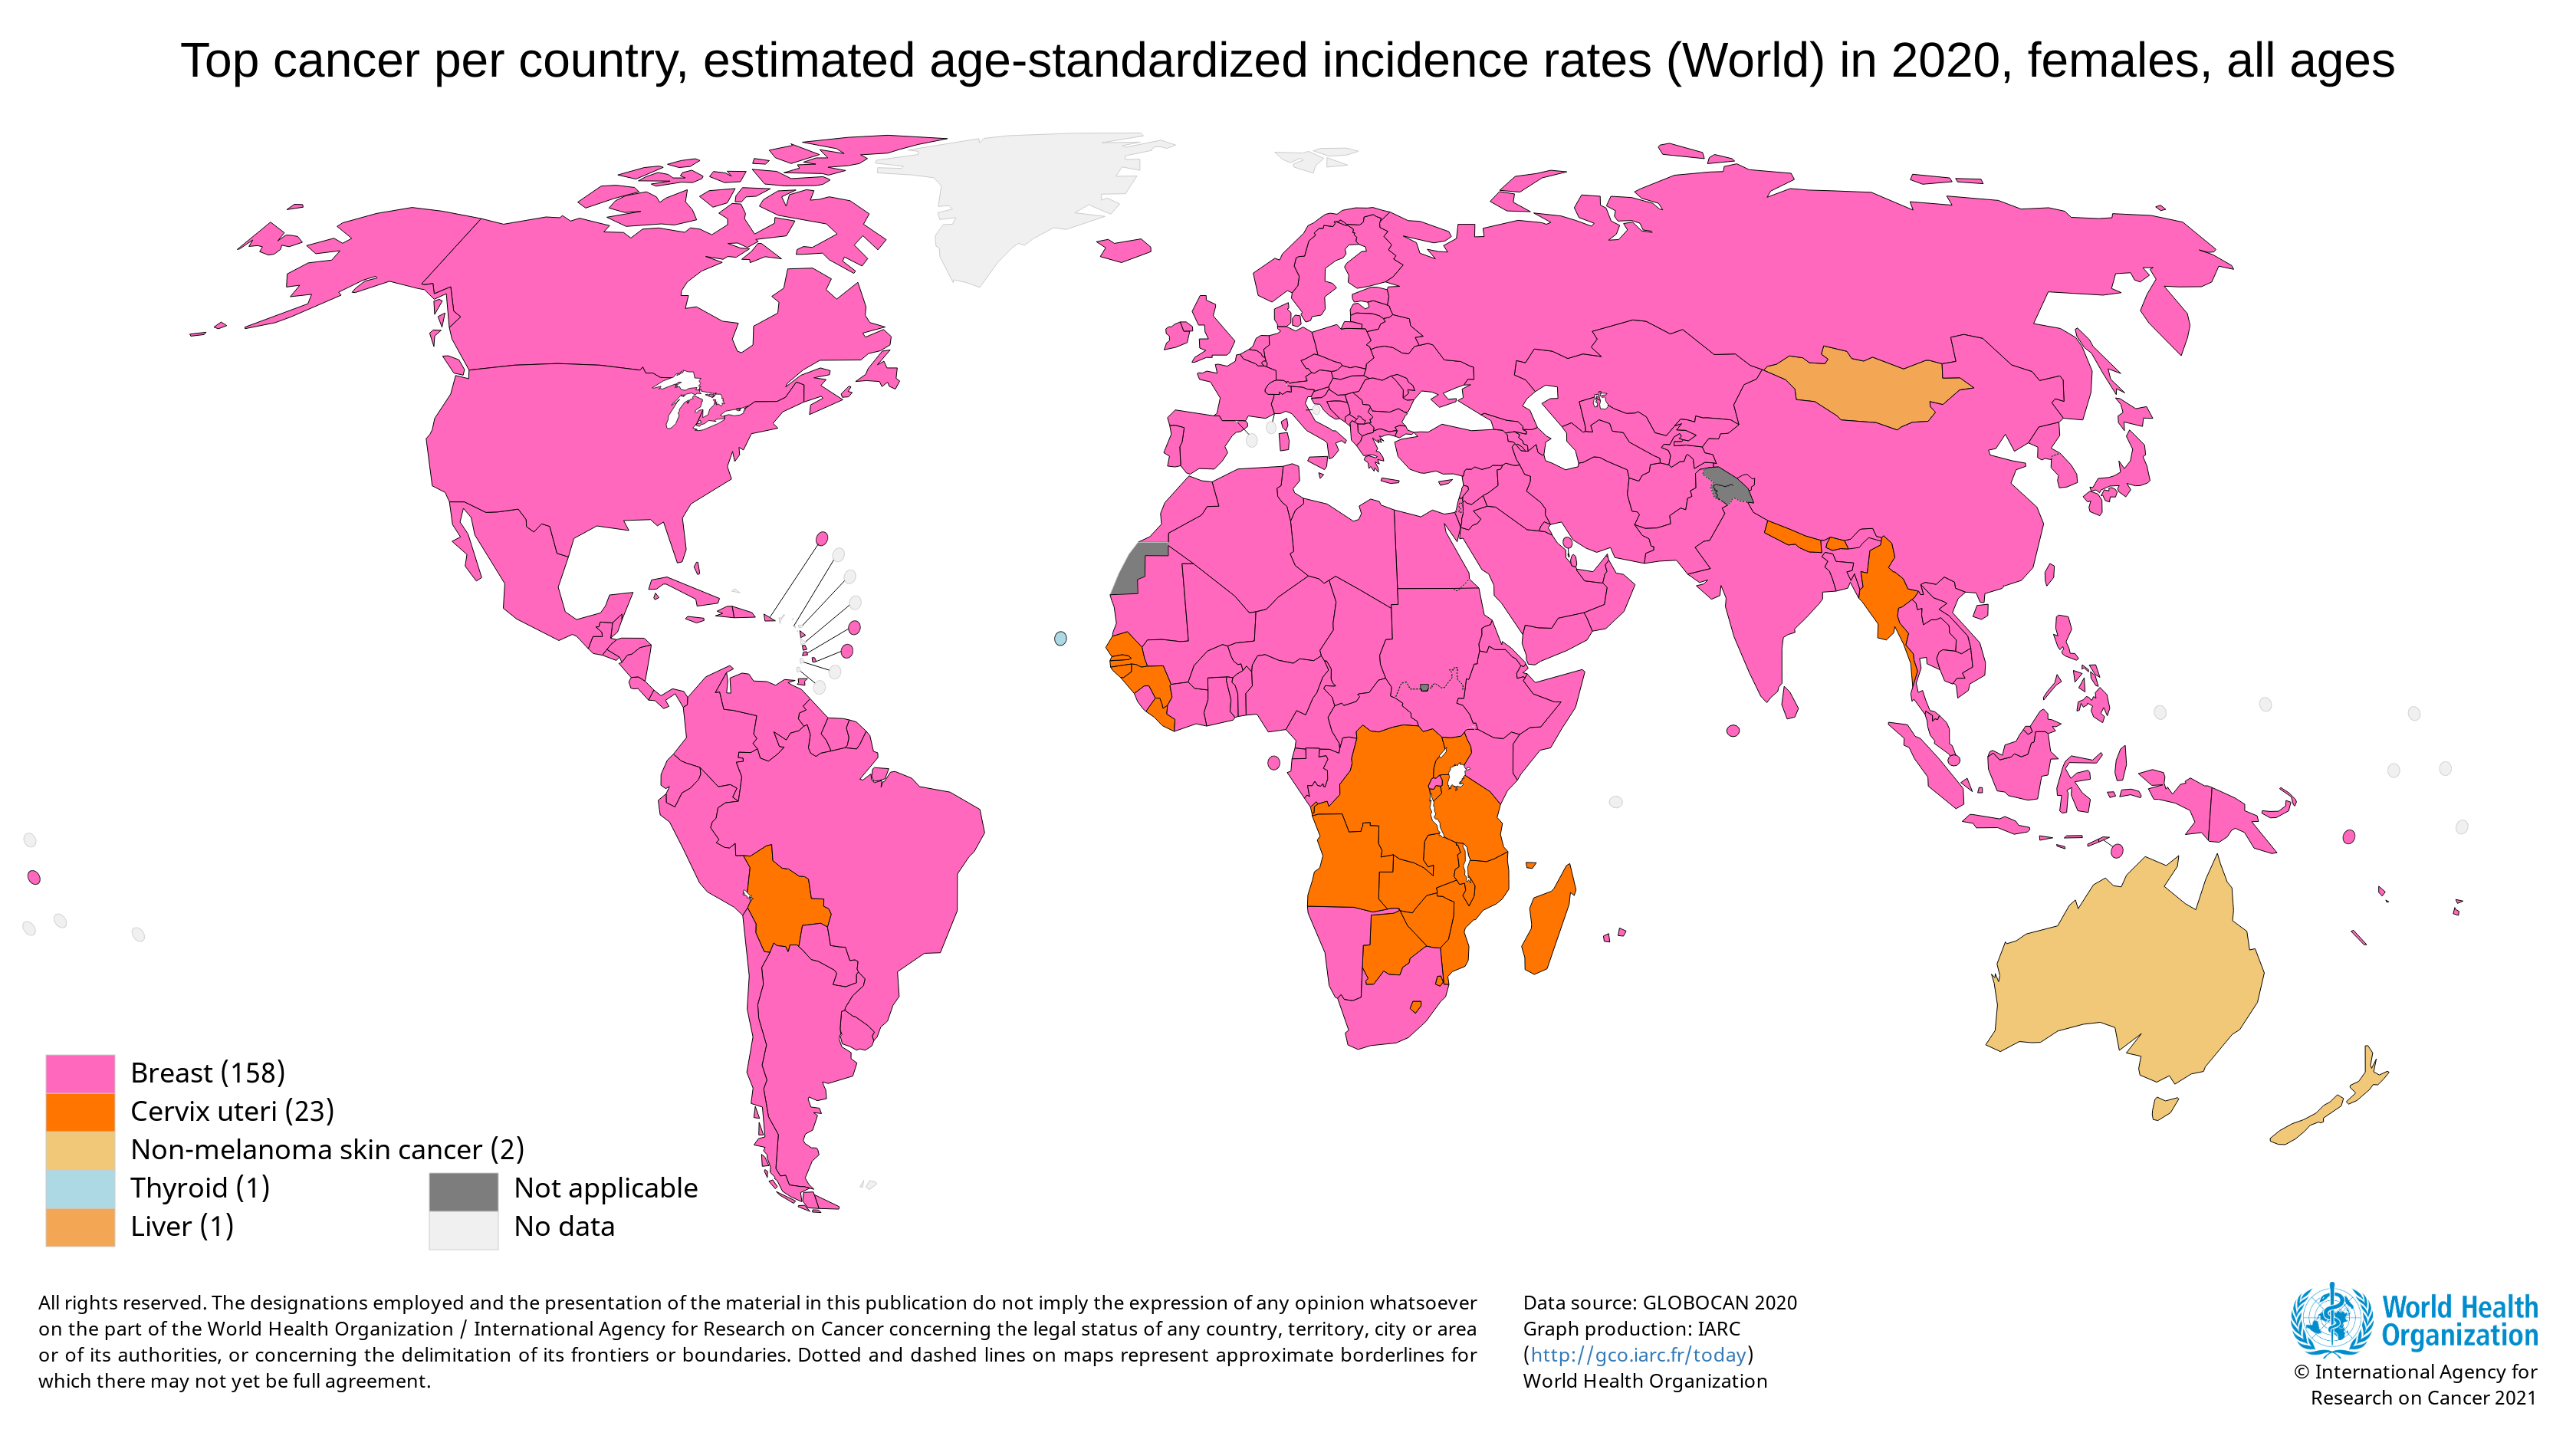 Top cancer per country, estimated age-standardized incidence rates (World) in 2020, females, all ages
Breast (158)
Cervix uteri (23)
Non-melanoma skin cancer (2)
Thyroid (1)
Liver (1)
Not applicable
No data
All rights reserved. The designations employed and the presentation of the material in this publication do not imply the expression of any opinion whatsoever
on the part of the World Health Organization / International Agency for Research on Cancer concerning the legal status of any country, territory, city or area
or of its authorities, or concerning the delimitation of its frontiers or boundaries. Dotted and dashed lines on maps represent approximate borderlines for
which there may not yet be full agreement.
Data source: GLOBOCAN 2020
Graph production: IARC
(http://gco.iarc.fr/today)
World Health Organization
World Health
Organization
© International Agency for
Research on Cancer 2021